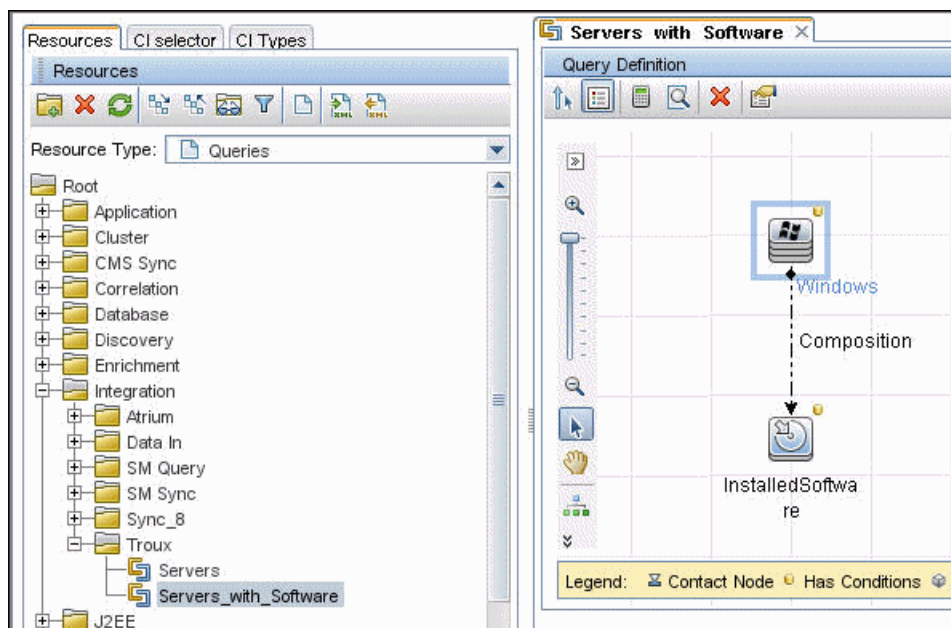 Resources CI selector CI Types
Resources
XML XML
Resource Type: Queries
Root
Application
Cluster
CMS Sync
Correlation
Database
Discovery
Enrichment
Integration
Atrium
Data In
SM Query
SM Sync
Sync_8
Troux
Servers
Servers_with_Software
J2EE
Servers with Software
Query Definition
Windows
Composition
InstalledSoftwa
re
Legend: Contact Node Has Conditions